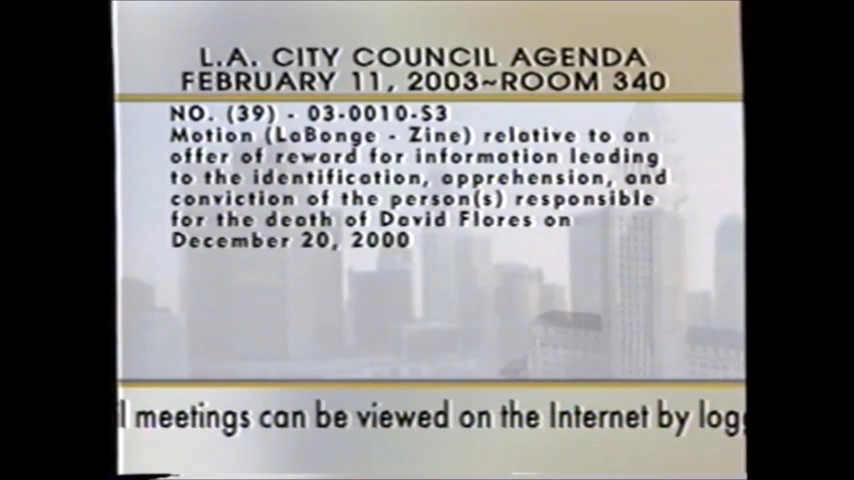 L.A. CITY COUNCIL AGENDA
FEBRUARY 11, 2003~ROOM 340
NO. (39) - 03-0010-S3
Motion (LaBonge - Zine) relative to an
offer of reward for information leading
to the identification, apprehension, and
conviction of the person(s) responsible
for the death of David Flores on
December 20, 2000
meetings can be viewed on the Internet by